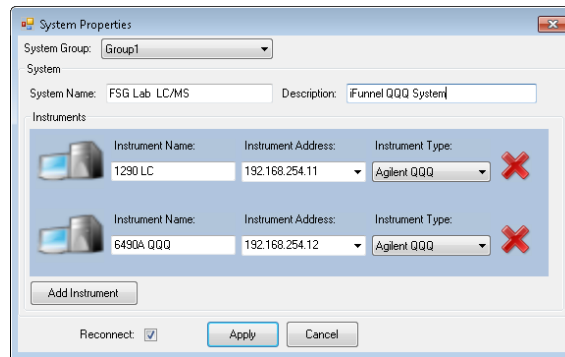 System Properties
System Group: Group1
System
System Name: FSG Lab LC/MS Description: iFunnel QQQ System
Instruments
Instrument Name: Instrument Address: Instrument Type:
1290 LC 192.168.254.11 Agilent QQQ
Instrument Name: Instrument Address: Instrument Type:
6490A QQQ 192.168.254.12 Agilent QQQ
Add Instrument
Reconnect: Apply Cancel